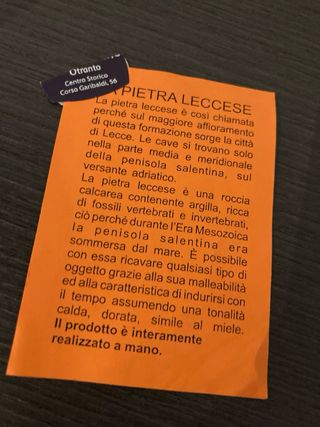 Otranto
Centro Storico
Corso Garibaldi, 56
PIETRA LECCESE
La pietra leccese è così chiamata
perché sul maggiore affioramento
di questa formazione sorge la città
di Lecce. Le cave si trovano solo
nella parte media e meridionale
della penisola salentina, sul
versante adriatico.
La pietra leccese è una roccia
calcarea contenente argilla, ricca
di fossili vertebrati e invertebrati,
ciò perché durante l'Era Mesozoica
la penisola salentina era
sommersa dal mare. È possibile
con essa ricavare qualsiasi tipo di
oggetto grazie alla sua malleabilità
ed alla caratteristica di indurirsi con
il tempo assumendo una tonalità
calda, dorata, simile al miele.
Il prodotto è interamente
realizzato a mano.